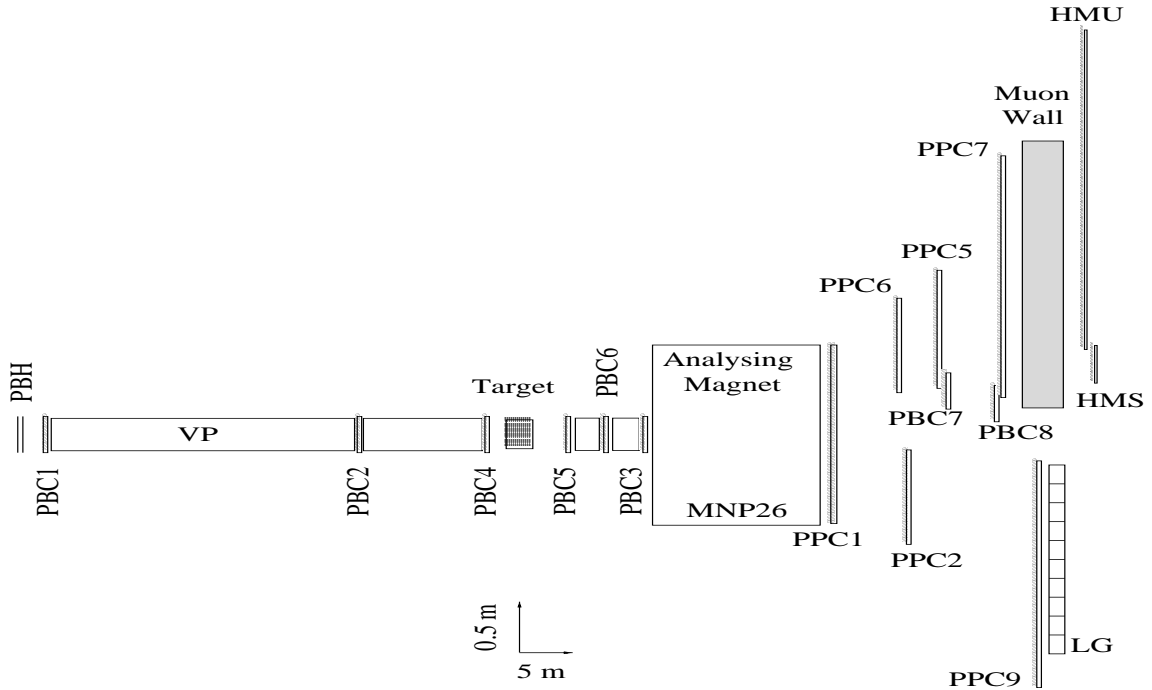 HMU
Muon
Wall
PPC7
PPC5
PPC6
PBH
PBC6
Analysing
Magnet
Target
HMS
VP
PBC7
PBC8
PBC1
PBC2
PBC4
PBC5
PBC3
MNP26
PPC1
PPC2
0.5 m
5 m
LG
PPC9